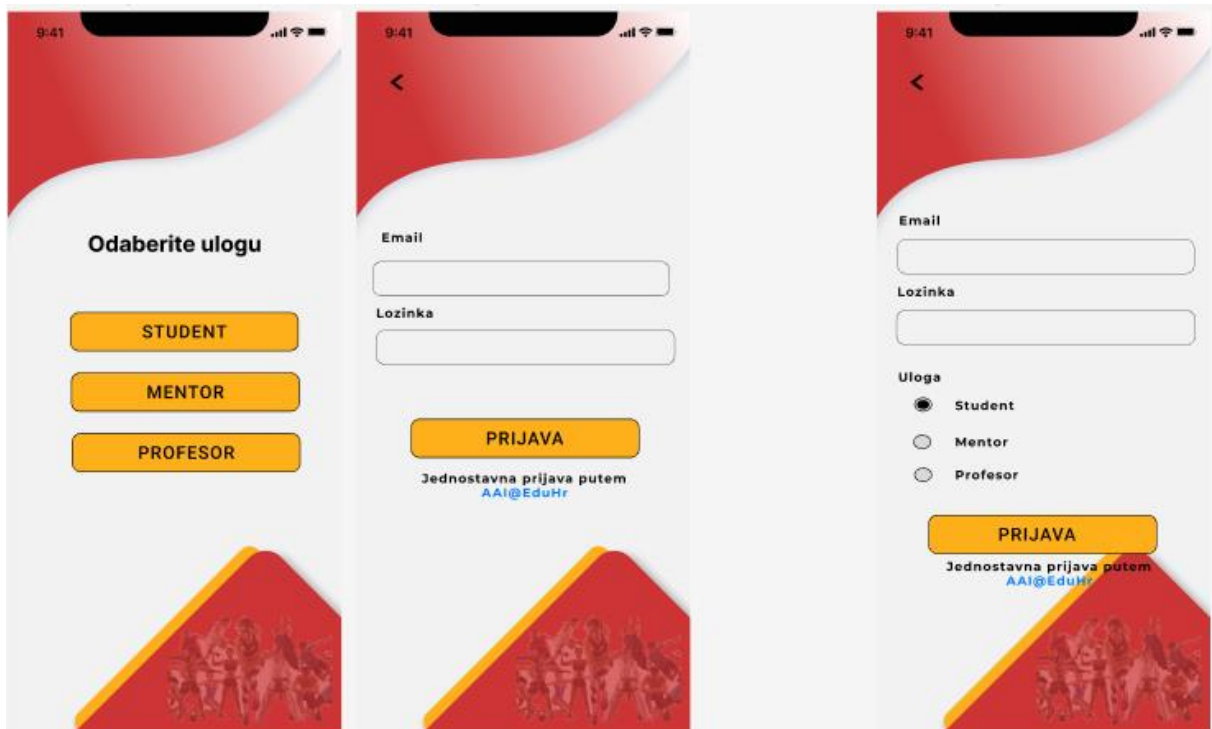 9:41
Odaberite ulogu
STUDENT
MENTOR
PROFESOR
9:41
Email
Lozinka
PRIJAVA
Jednostavna prijava putem
AAI@EduHr
9:41
Email
Lozinka
Uloga
Student
Mentor
Profesor
PRIJAVA
Jednostavna prijava putem
AAI@EduHr